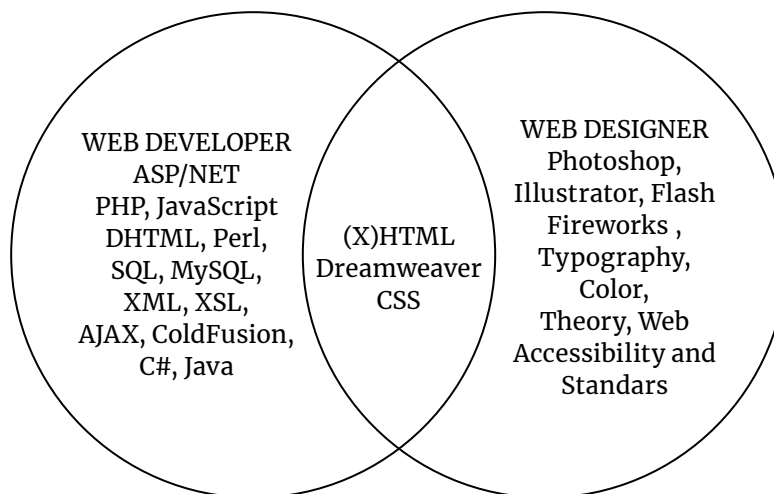 WEB DEVELOPER
ASP/NET
PHP, JavaScript
DHTML, Perl,
SQL, MySQL,
XML, XSL,
AJAX, ColdFusion,
C#, Java
(X)HTML
Dreamweaver
CSS
WEB DESIGNER
Photoshop,
Illustrator, Flash
Fireworks ,
Typography,
Color,
Theory, Web
Accessibility and
Standars